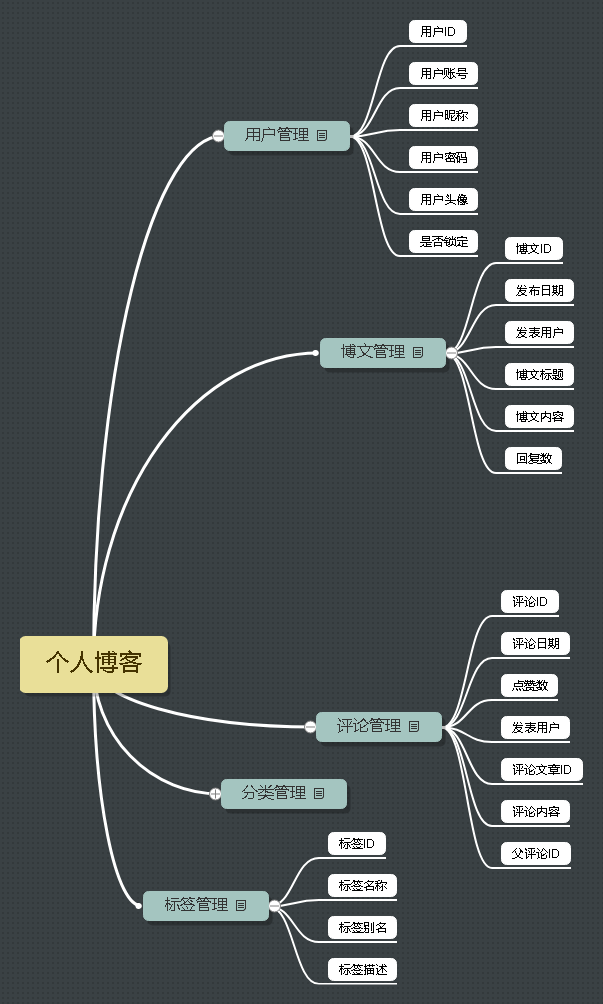 个人博客
用户管理
用户ID
用户账号
用户昵称
用户密码
用户头像
是否锁定
博文管理
博文ID
发布日期
发表用户
博文标题
博文内容
回复数
评论管理
评论ID
评论日期
点赞数
发表用户
评论文章ID
评论内容
父评论ID
分类管理
标签管理
标签ID
标签名称
标签别名
标签描述